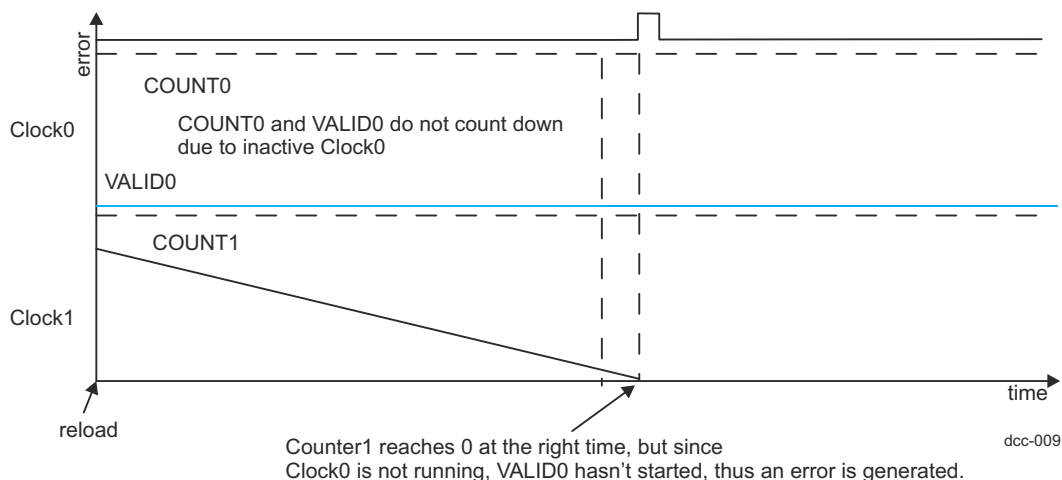 error
COUNT0
Clock0
COUNT0 and VALID0 do not count down
due to inactive Clock0
VALID0
COUNT1
Clock1
time
reload
Counter1 reaches 0 at the right time, but since
Clock0 is not running, VALID0 hasn't started, thus an error is generated.
dcc-009